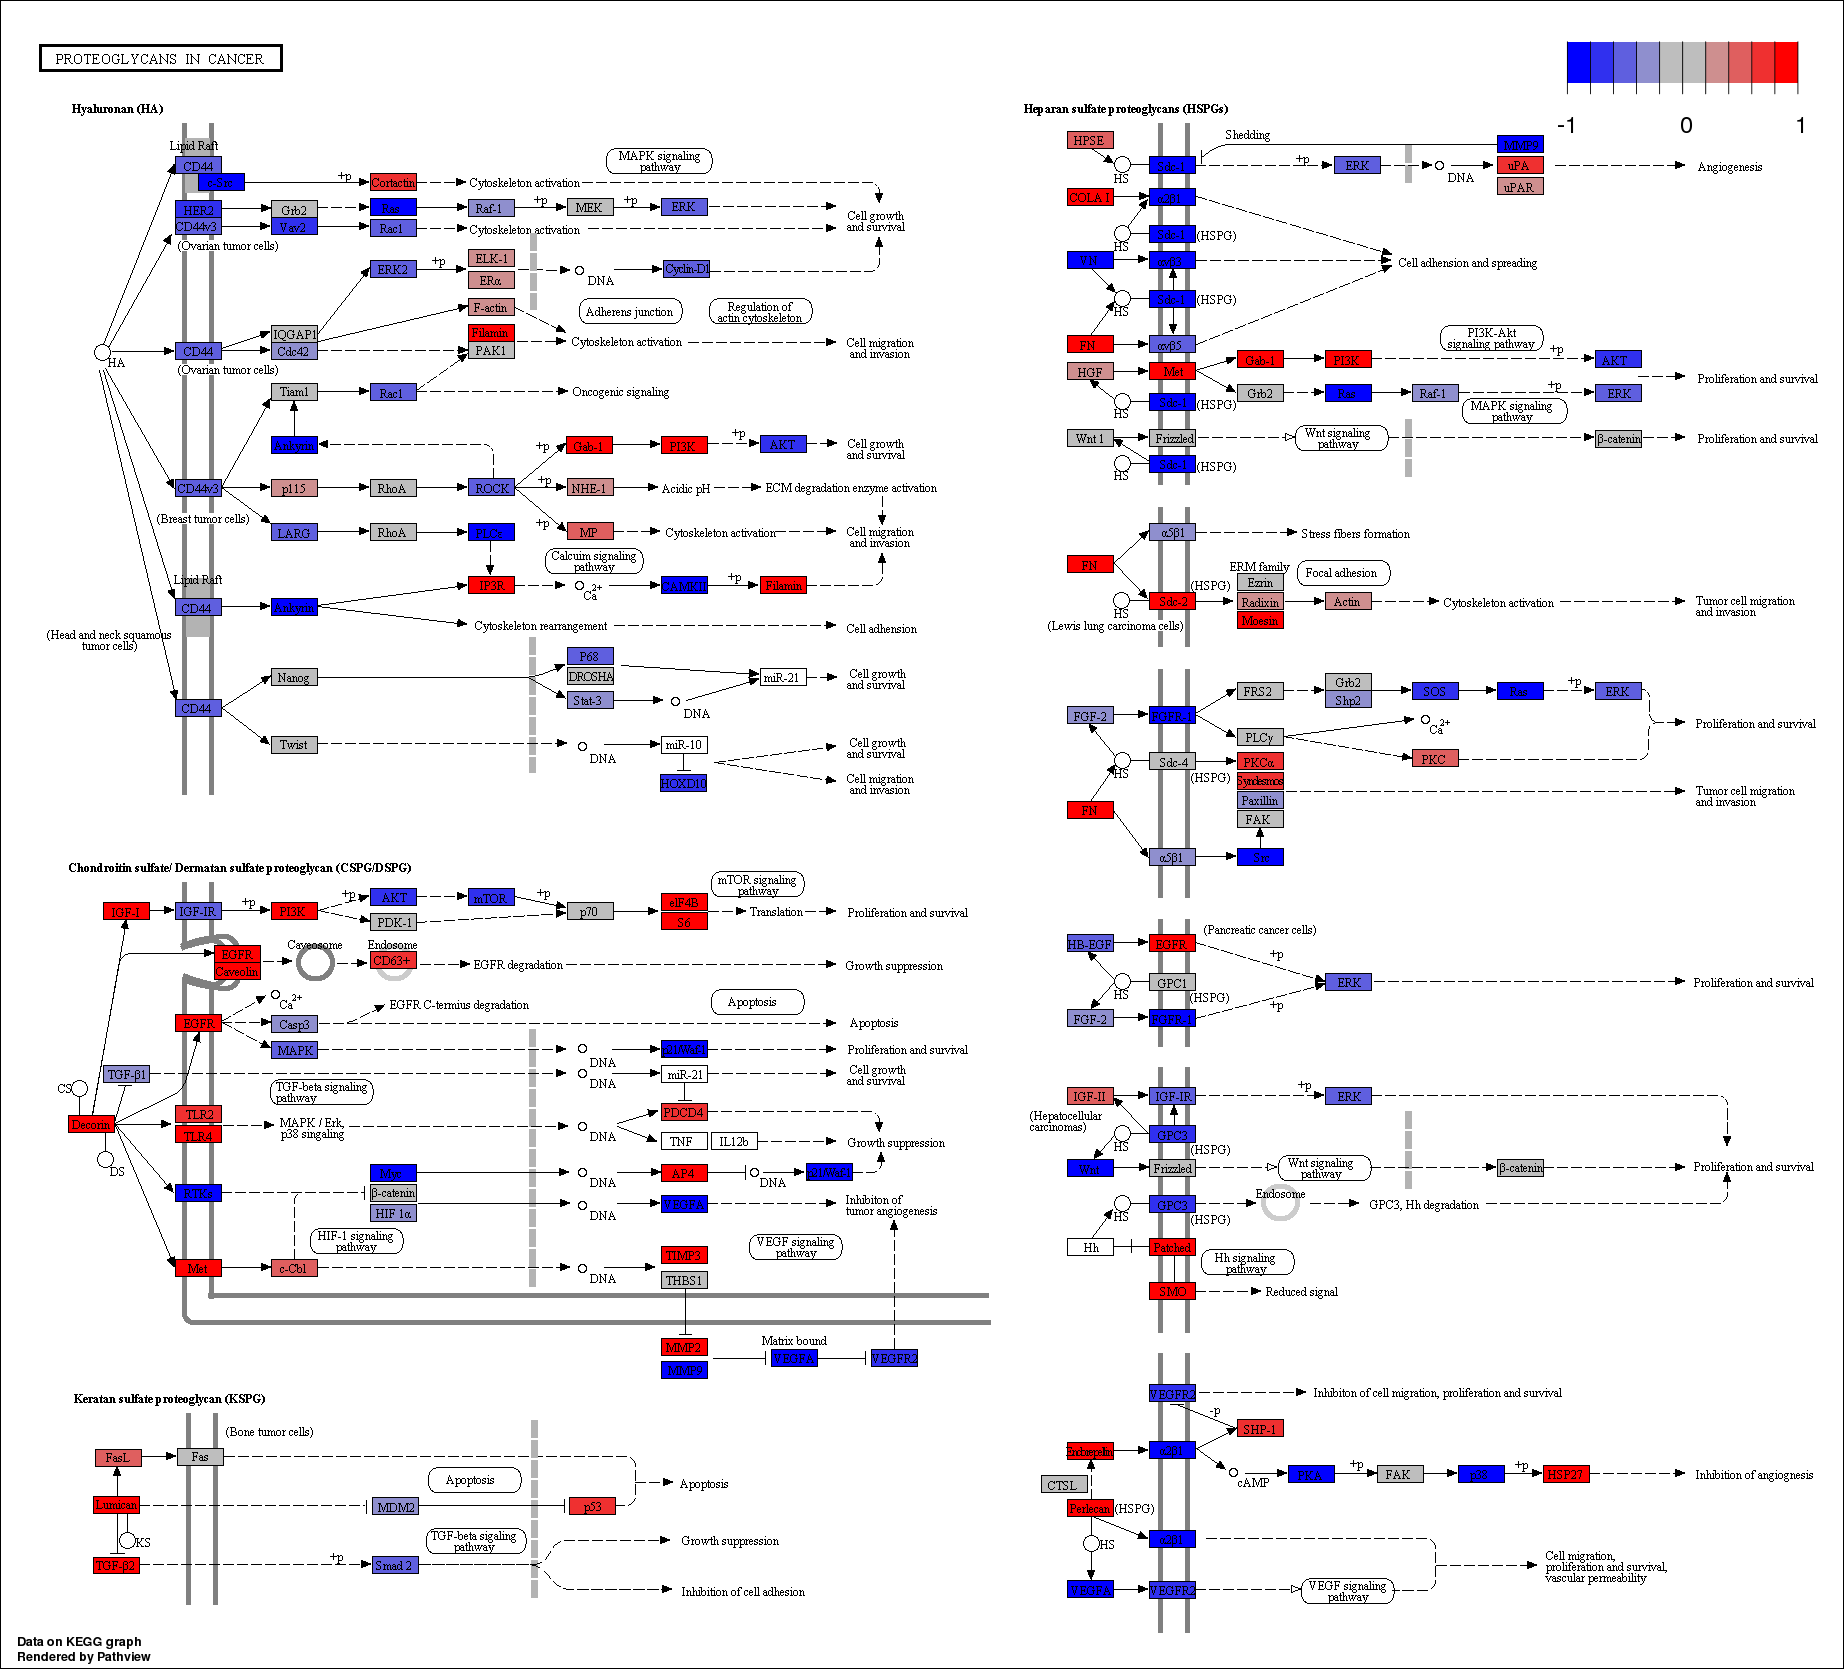 PROTEOGLYCANS IN CANCER
-1 0 1
Hyaluronan (HA)
Lipid Raft
CD44
c-Src
+p
Cortactin
Cytoskeleton activation
MAPK signaling
pathway
HER2
Grb2
Ras
Raf-1
+p
MEK
+p
ERK
Cell growth
and survival
CD44v3
Vav2
Rac1
Cytoskeleton activation
(Ovarian tumor cells)
ERK2
+p
ELK-1
ERα
DNA
Cyclin-D1
F-actin
Adherens junction
Regulation of
actin cytoskeleton
HA
CD44
IQGAP1
Cdc42
Filamin
PAK1
Cytoskeleton activation
Cell migration
and invasion
(Ovarian tumor cells)
Tiam1
Rac1
Oncogenic signaling
Ankyrin
+p
Gab-1
PI3K
+p
AKT
Cell growth
and survival
CD44v3
p115
RhoA
ROCK
+p
NHE-1
Acidic pH
ECM degradation enzyme activation
(Breast tumor cells)
LARG
RhoA
+p
MP
Cytoskeleton activation
Cell migration
and invasion
Calcuim signaling
pathway
Lipid Raft
IP3R
Ca2+
CAMKII
+p
Filamin
CD44
Ankyrin
Cytoskeleton rearrangement
Cell adhension
(Head and neck squamous
tumor cells)
P68
DROSHA
Nanog
Stat-3
DNA
miR-21
Cell growth
and survival
CD44
Twist
DNA
miR-10
Cell growth
and survival
HOXD10
Cell migration
and invasion
Chondroitin sulfate/ Dermatan sulfate proteoglycan (CSPG/DSPG)
IGF-I
IGF-IR
+p
PI3K
+p
AKT
mTOR
+p
PDK-1
p70
eIF4B
S6
mTOR signaling
pathway
Translation
Proliferation and survival
EGFR
Caveolin
Caveosome
Endosome
CD63+
EGFR degradation
Growth suppression
Ca2+
EGFR C-termius degradation
Apoptosis
EGFR
Casp3
Apoptosis
MAPK
DNA
Proliferation and survival
TGF-β1
DNA
miR-21
Cell growth
and survival
CS
TGF-beta signaling
pathway
Decorin
TLR2
TLR4
MAPK / Erk,
p38 singaling
DNA
PDCD4
TNF
IL12b
Growth suppression
DS
Myc
DNA
AP4
DNA
RTKs
β-catenin
HIF 1α
DNA
VEGFA
Inhibiton of
tumor angiogenesis
HIF-1 signaling
pathway
VEGF signaling
pathway
Met
c-Cbl
DNA
TIMP3
THBS1
MMP2
MMP9
Matrix bound
VEGFA
VEGFR2
Keratan sulfate proteoglycan (KSPG)
(Bone tumor cells)
FasL
Fas
Apoptosis
Apoptosis
Lumican
MDM2
p53
KS
TGF-beta sigaling
pathway
Growth suppression
TGF-β2
+p
Smad 2
Inhibition of cell adhesion
Heparan sulfate proteoglycans (HSPGs)
HPSE
Shedding
MMP9
HS
Sdc-1
+p
ERK
DNA
uPA
uPAR
Angiogenesis
COLA I
α2β1
HS
Sdc-1
(HSPG)
VN
αvβ3
Cell adhension and spreading
HS
Sdc-1
(HSPG)
FN
αvβ5
PI3K-Akt
signaling pathway
HGF
Met
Gab-1
PI3K
+p
AKT
Proliferation and survival
Grb2
Ras
Raf-1
+p
ERK
HS
Sdc-1
(HSPG)
MAPK signaling
pathway
Wnt 1
Frizzled
Wnt signaling
pathway
β-catenin
Proliferation and survival
HS
Sdc-1
(HSPG)
α5β1
Stress fibers formation
FN
ERM family
Focal adhesion
(HSPG)
Ezrin
HS
Sdc-2
Radixin
Moesin
Actin
Cytoskeleton activation
Tumor cell migration
and invasion
(Lewis lung carcinoma cells)
FRS2
Grb2
Shp2
SOS
Ras
+p
ERK
FGF-2
FGFR-1
Ca2+
Proliferation and survival
PLCγ
PKC
HS
Sdc-4
(HSPG)
PKCα
Syndesmos
Paxillin
FAK
Tumor cell migration
and invasion
FN
α5β1
Src
(Pancreatic cancer cells)
HB-EGF
EGFR
+p
HS
GPC1
(HSPG)
ERK
Proliferation and survival
FGF-2
FGFR-1
+p
IGF-II
IGF-IR
+p
ERK
(Hepatocellular
carcinomas)
HS
GPC3
(HSPG)
Wnt
Frizzled
Wnt signaling
pathway
β-catenin
Proliferation and survival
HS
GPC3
(HSPG)
Endosome
GPC3, Hh degradation
Hh
Patched
Hh signaling
pathway
SMO
Reduced signal
VEGFR2
Inhibiton of cell migration, proliferation and survival
-p
SHP-1
Endorepelin
α2β1
CTSL
cAMP
PKA
+p
FAK
p38
+p
HSP27
Inhibition of angiognesis
Perlecan
(HSPG)
HS
α2β1
VEGFA
VEGFR2
VEGF signaling
pathway
Cell migration,
proliferation and survival,
vascular permeability
Data on KEGG graph
Rendered by Pathview